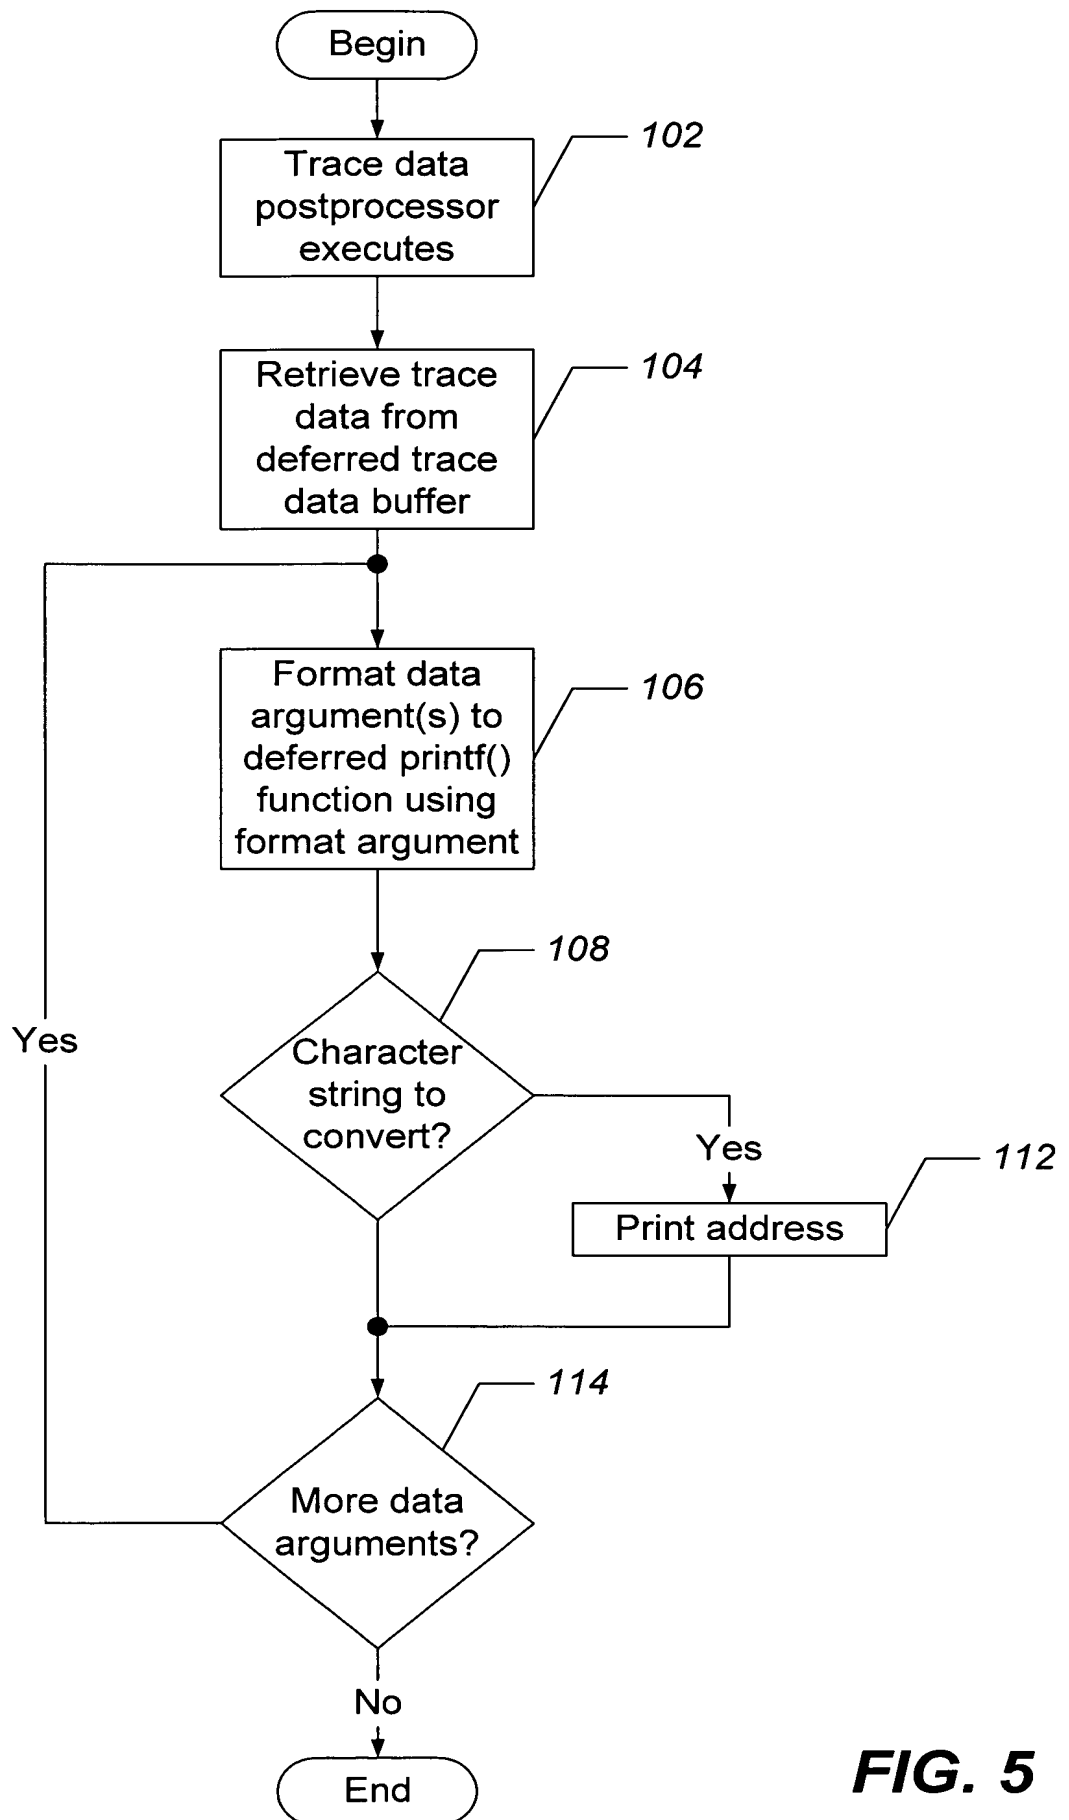 Begin
102
Trace data
postprocessor
executes
104
Retrieve trace
data from
deferred trace
data buffer
106
Format data
argument(s) to
deferred printf()
function using
format argument
108
Character
string to
convert?
Yes
Yes
112
Print address
114
More data
arguments?
No
End
FIG. 5